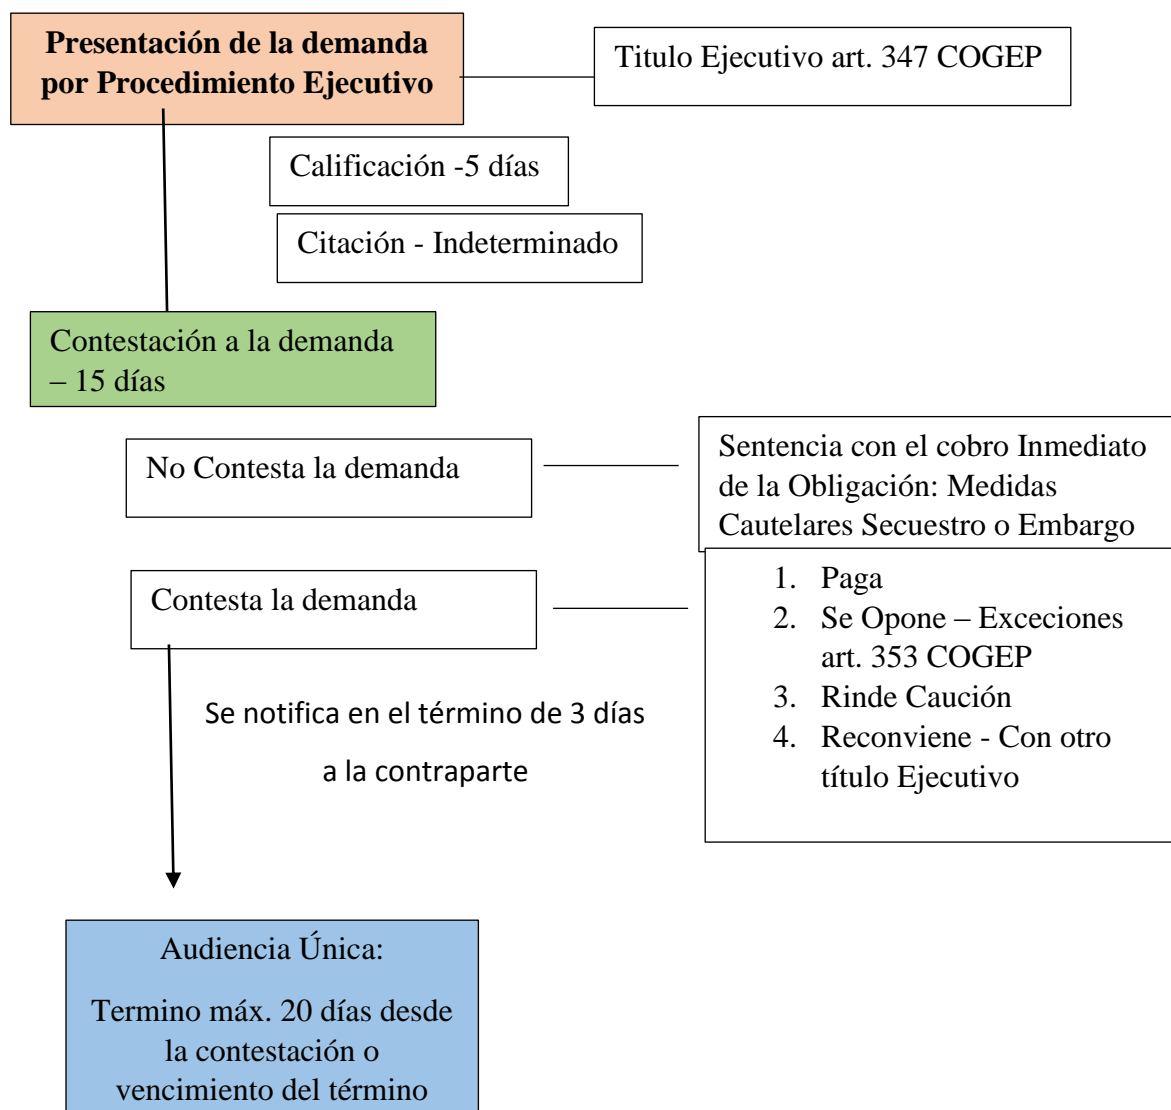 Presentación de la demanda
por Procedimiento Ejecutivo
Titulo Ejecutivo art. 347 COGEP
Calificación -5 días
Citación - Indeterminado
Contestación a la demanda
– 15 días
No Contesta la demanda
Sentencia con el cobro Inmediato
de la Obligación: Medidas
Cautelares Secuestro o Embargo
Contesta la demanda
1. Paga
2. Se Opone – Exceciones
art. 353 COGEP
3. Rinde Caución
4. Reconviene - Con otro
título Ejecutivo
Se notifica en el término de 3 días
a la contraparte
Audiencia Única:
Termino máx. 20 días desde
la contestación o
vencimiento del término